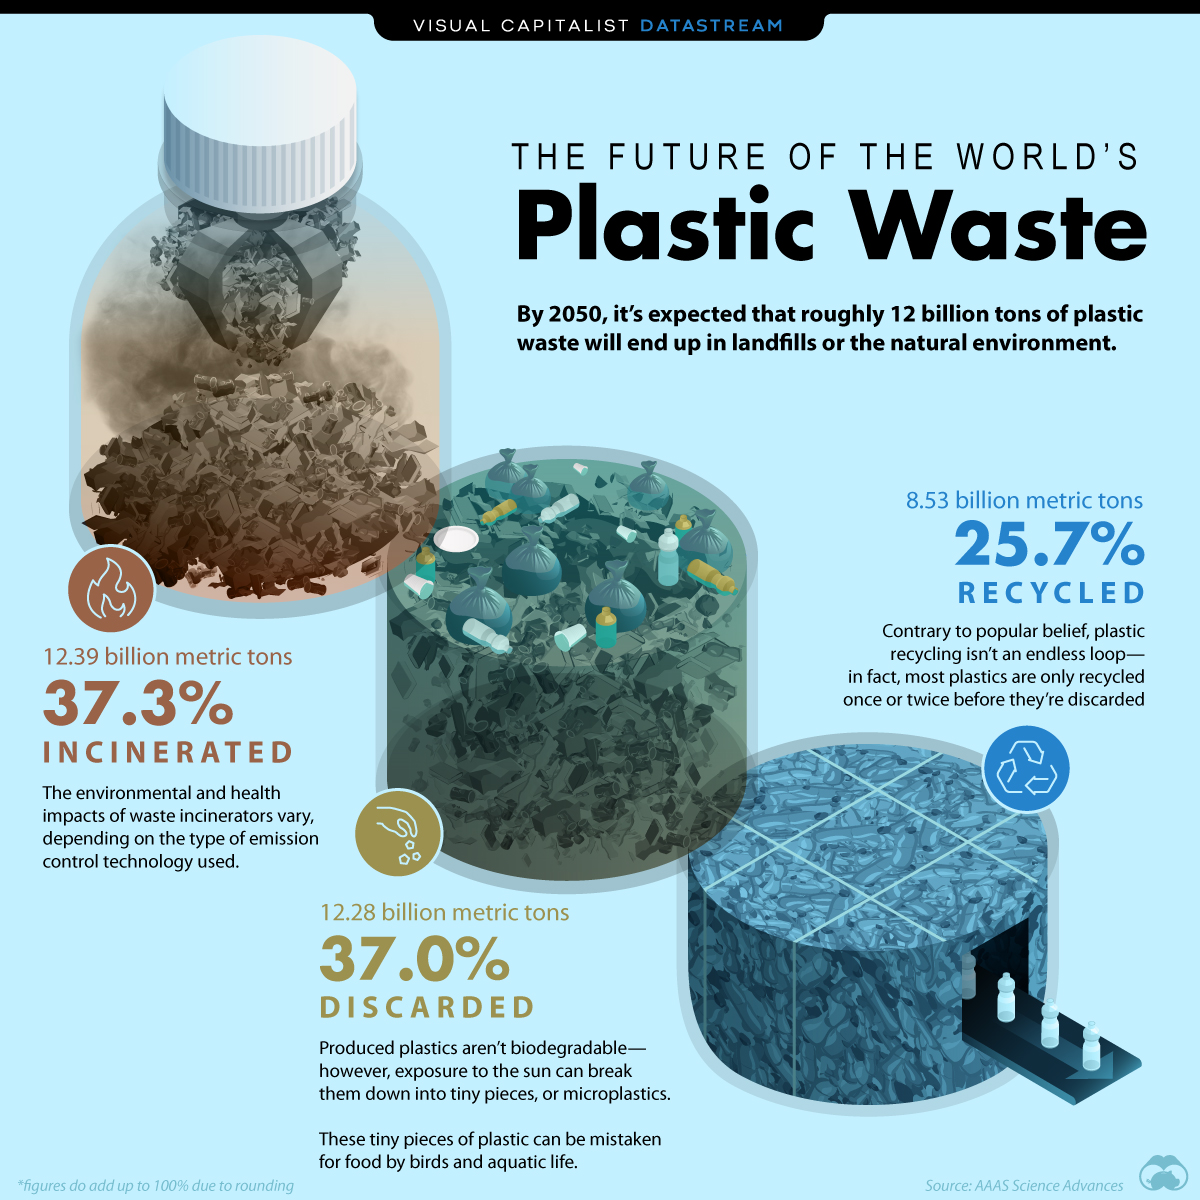 VISUAL CAPITALIST DATASTREAM
THE FUTURE OF THE WORLD'S
Plastic Waste
By 2050, it's expected that roughly 12 billion tons of plastic
waste will end up in landfills or the natural environment.
8.53 billion metric tons
25.7%
RECYCLED
Contrary to popular belief, plastic
recycling isn't an endless loop—
in fact, most plastics are only recycled
once or twice before they're discarded
12.39 billion metric tons
37.3%
INCINERATED
The environmental and health
impacts of waste incinerators vary,
depending on the type of emission
control technology used.
12.28 billion metric tons
37.0%
DISCARDED
Produced plastics aren't biodegradable—
however, exposure to the sun can break
them down into tiny pieces, or microplastics.
These tiny pieces of plastic can be mistaken
for food by birds and aquatic life.
*figures do add up to 100% due to rounding
Source: AAAS Science Advances